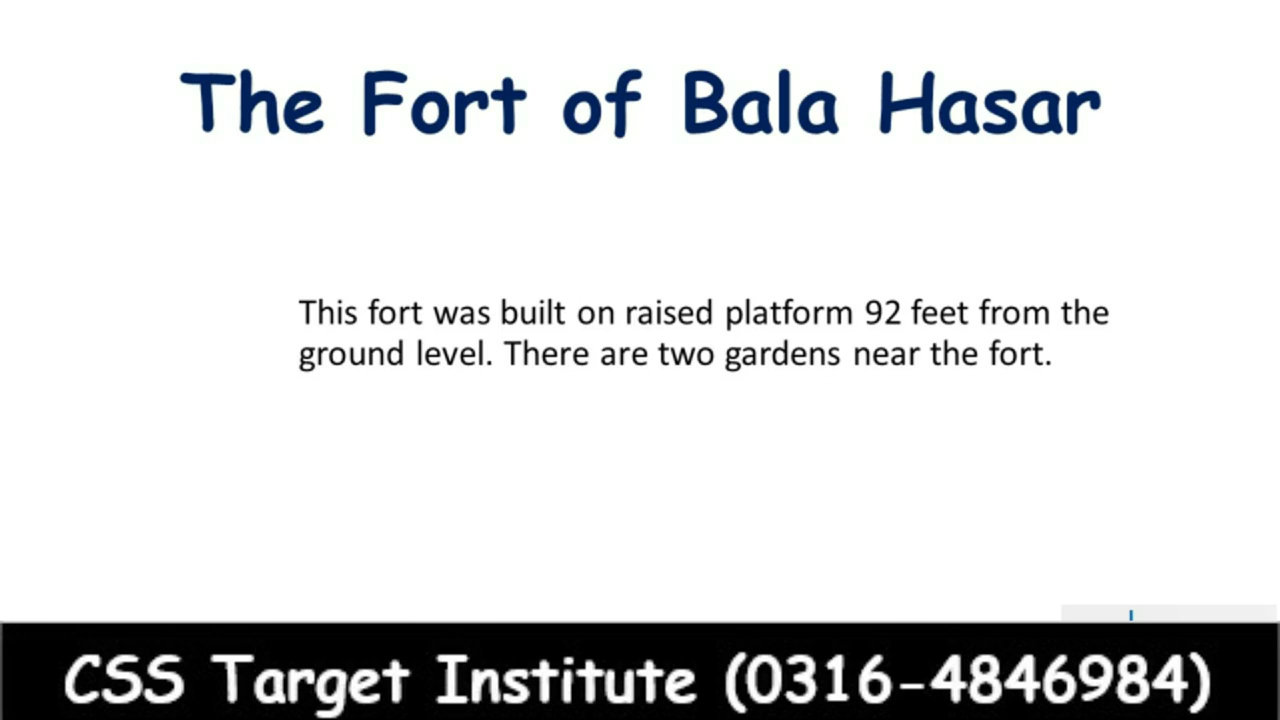 The Fort of Bala Hasar
This fort was built on raised platform 92 feet from the
ground level. There are two gardens near the fort.
CSS Target Institute (0316-4846984)